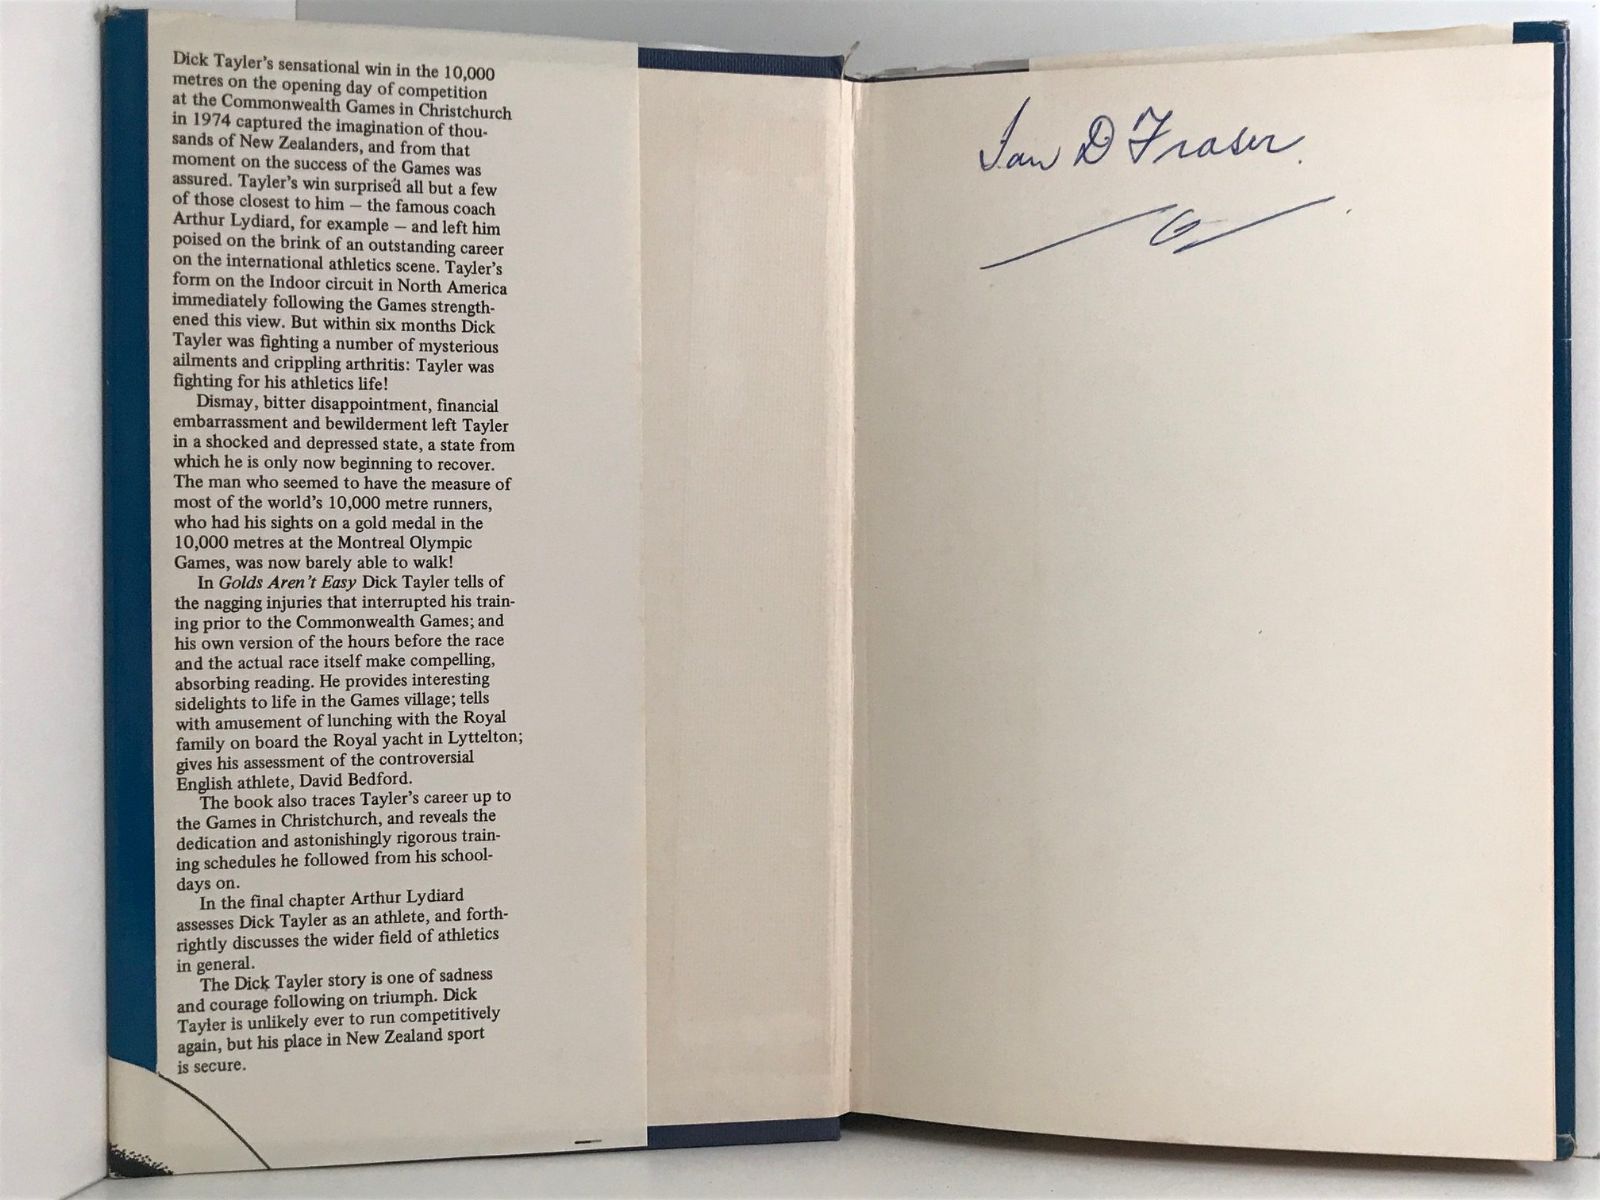 Dick Tayler's sensational win in the 10,000
metres on the opening day of competition
at the Commonwealth Games in Christchurch
in 1974 captured the imagination of thou-
sands of New Zealanders, and from that
moment on the success of the Games was
assured. Tayler's win surprised all but a few
of those closest to him — the famous coach
Arthur Lydiard, for example — and left him
poised on the brink of an outstanding career
on the international athletics scene. Tayler's
form on the Indoor circuit in North America
immediately following the Games strength-
ened this view. But within six months Dick
Tayler was fighting a number of mysterious
ailments and crippling arthritis: Tayler was
fighting for his athletics life!
Dismay, bitter disappointment, financial
embarrassment and bewilderment left Tayler
in a shocked and depressed state, a state from
which he is only now beginning to recover.
The man who seemed to have the measure of
most of the world's 10,000 metre runners,
who had his sights on a gold medal in the
10,000 metres at the Montreal Olympic
Games, was now barely able to walk!
In Golds Aren't Easy Dick Tayler tells of
the nagging injuries that interrupted his train-
ing prior to the Commonwealth Games; and
his own version of the hours before the race
and the actual race itself make compelling,
absorbing reading. He provides interesting
sidelights to life in the Games village; tells
with amusement of lunching with the Royal
family on board the Royal yacht in Lyttelton;
gives his assessment of the controversial
English athlete, David Bedford.
The book also traces Tayler's career up to
the Games in Christchurch, and reveals the
dedication and astonishingly rigorous train-
ing schedules he followed from his school-
days on.
In the final chapter Arthur Lydiard
assesses Dick Tayler as an athlete, and forth-
rightly discusses the wider field of athletics
in general.
The Dick Tayler story is one of sadness
and courage following on triumph. Dick
Tayler is unlikely ever to run competitively
again, but his place in New Zealand sport
is secure.
Ian D Fraser.